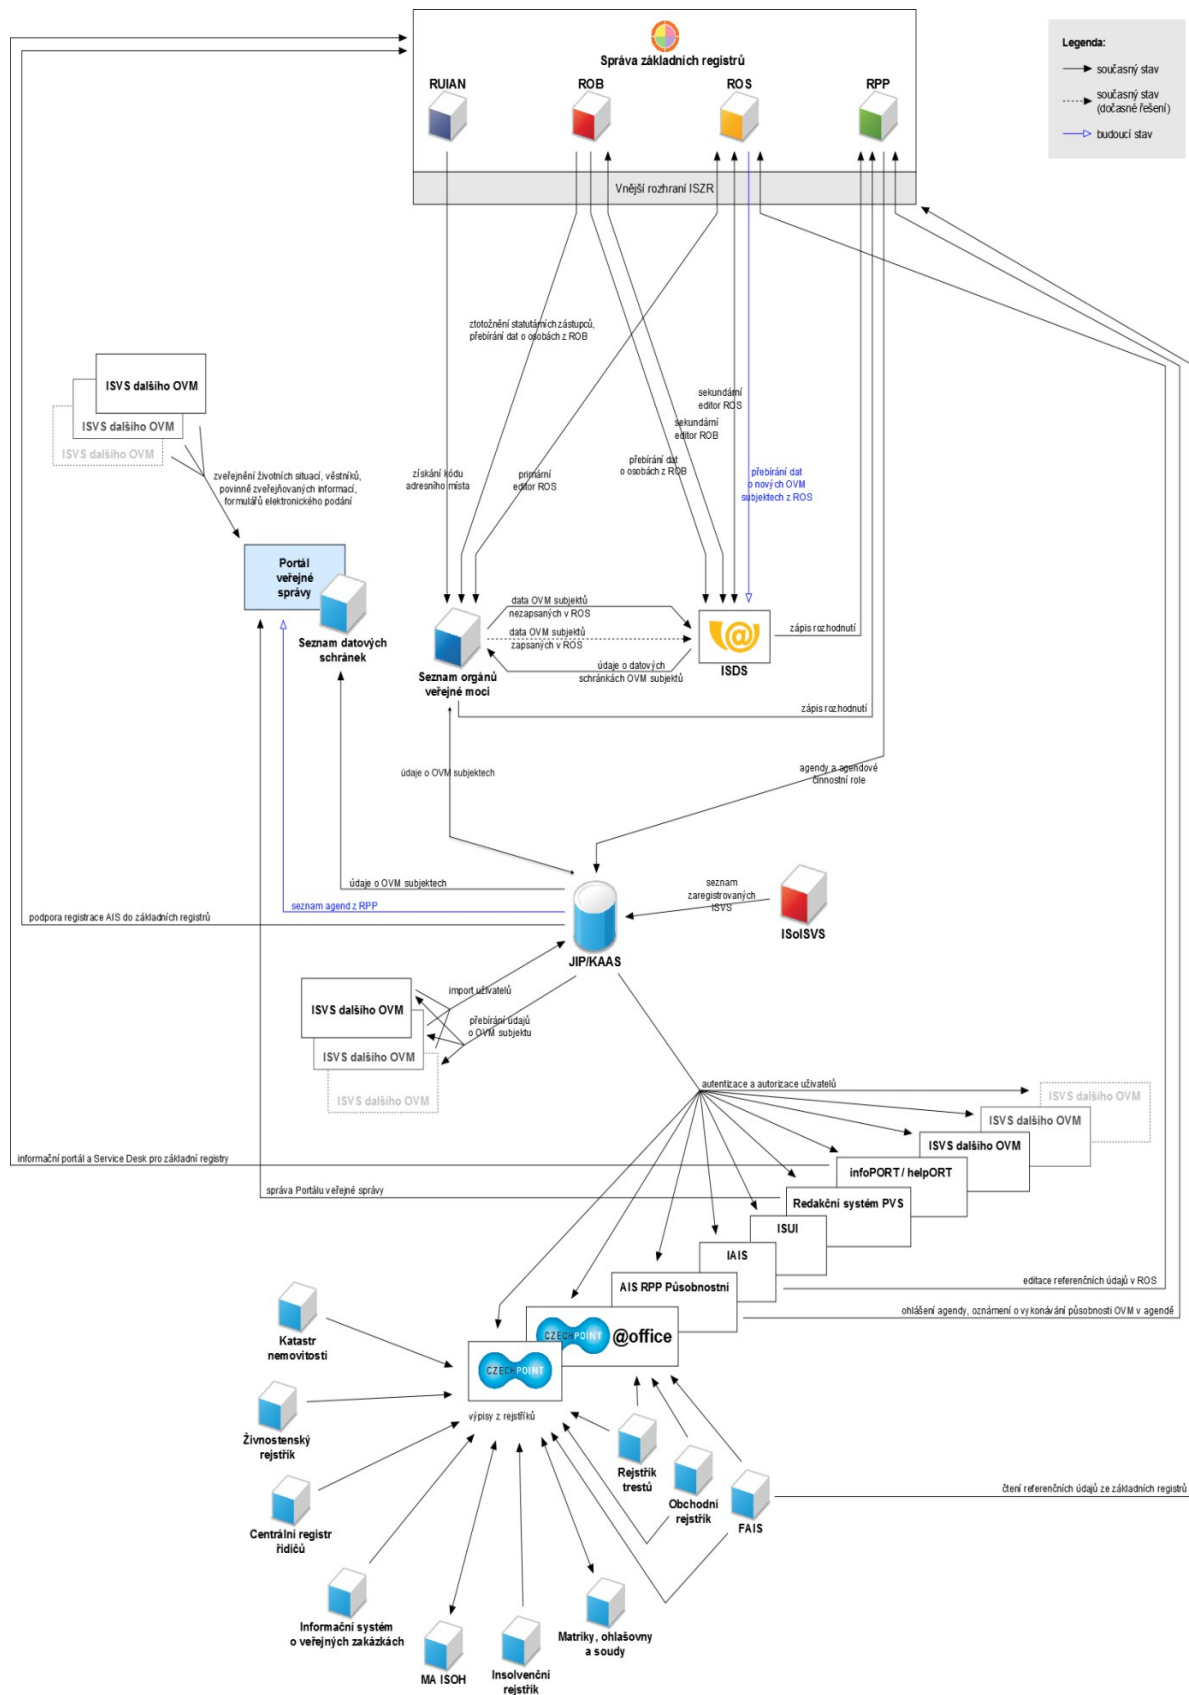 Správa základních registrů
RUIAN
ROB
ROS
RPP
Vnější rozhraní ISZR
Legenda:
současný stav
současný stav
(dočasné řešení)
budoucí stav
ztotožnění statutárních zástupců,
přebírání dat o osobách z ROB
ISVS dalšího OVM
ISVS dalšího OVM
ISVS dalšího OVM
sekundární
editor ROS
sekundární
editor ROB
zveřejnění životních situací, věstníků,
povinně zveřejňovaných informací,
formulářů elektronického podání
získání kódu
adresního místa
primární
editor ROS
přebírání dat
o osobách z ROB
přebírání dat
o nových OVM
subjektech z ROS
Portál
veřejné
správy
Seznam datových
schránek
data OVM subjektů
nezapsaných v ROS
data OVM subjektů
zapsaných v ROS
údaje o datových
schránkách OVM subjektů
Seznam orgánů
veřejné moci
ISDS
zápis rozhodnutí
zápis rozhodnutí
údaje o OVM subjektech
agendy a agendové
činnostní role
údaje o OVM subjektech
seznam agend z RPP
podpora registrace AIS do základních registrů
seznam
zaregistrovaných
ISVS
ISoISVS
JIP/KAAS
ISVS dalšího OVM
ISVS dalšího OVM
ISVS dalšího OVM
import uživatelů
přebírání údajů
o OVM subjektu
autentizace a autorizace uživatelů
ISVS dalšího OVM
ISVS dalšího OVM
ISVS dalšího OVM
infoPORT / helpORT
Redakční systém PVS
ISUI
IAIS
AIS RPP Působnostní
informační portál a Service Desk pro základní registry
správa Portálu veřejné správy
editace referenčních údajů v ROS
ohlášení agendy, oznámení o vykonávání působnosti OVM v agendě
CZECHPOINT @office
CZECHPOINT
výpisy z rejstříků
Katastr
nemovitostí
Živnostenský
rejstřík
Centrální registr
řidičů
Informační systém
o veřejných zakázkách
MA ISOH
Insolvenční
rejstřík
Matriky, ohlašovny
a soudy
Rejstřík
trestů
Obchodní
rejstřík
FAIS
čtení referenčních údajů ze základních registrů